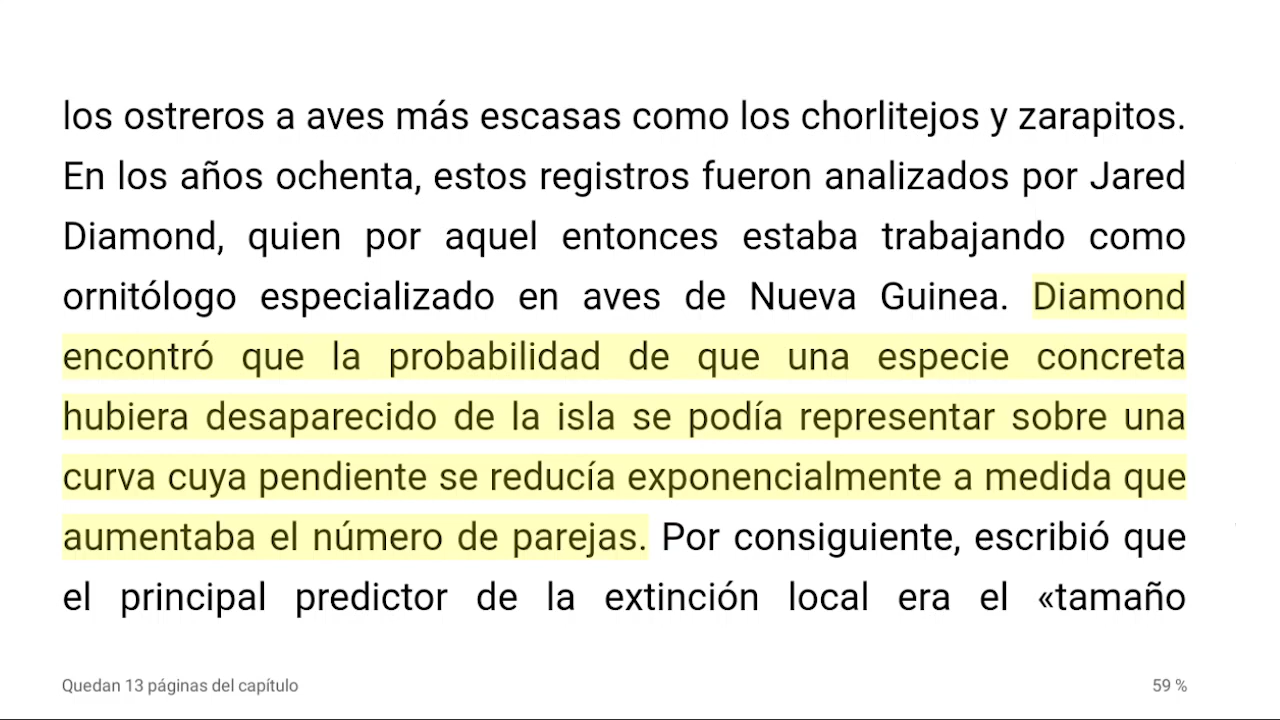 los ostreros a aves más escasas como los chorlitejos y zarapitos.
En los años ochenta, estos registros fueron analizados por Jared
Diamond, quien por aquel entonces estaba trabajando como
ornitólogo especializado en aves de Nueva Guinea. Diamond
encontró que la probabilidad de que una especie concreta
hubiera desaparecido de la isla se podía representar sobre una
curva cuya pendiente se reducía exponencialmente a medida que
aumentaba el número de parejas. Por consiguiente, escribió que
el principal predictor de la extinción local era el «tamaño
Quedan 13 páginas del capítulo
59 %